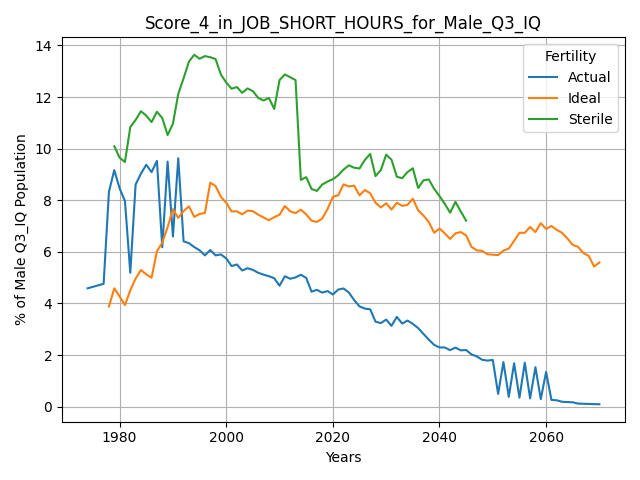 Score_4_in_JOB_SHORT_HOURS_for_Male_Q3_IQ
Fertility
Actual
Ideal
Sterile
% of Male Q3_IQ Population
14
12
10
8
6
4
2
0
1980
2000
2020
2040
2060
Years